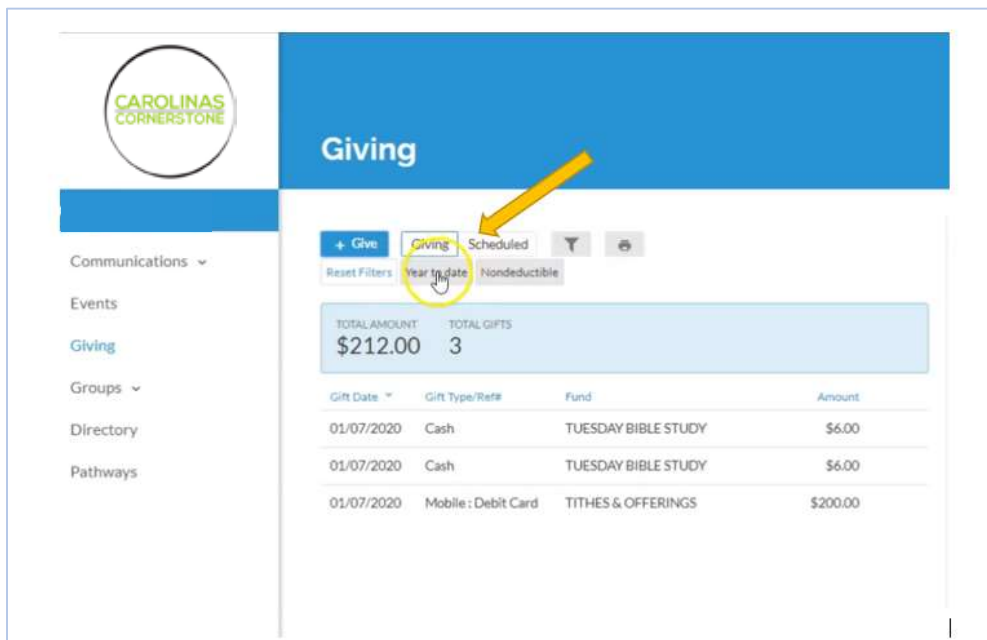 CAROLINAS
CORNERSTONE
Giving
Communications
Events
Giving
Groups
Directory
Pathways
+ Give Giving Scheduled
Reset Filters Year to date Nondeductible
TOTAL AMOUNT TOTAL GIFTS
$212.00 3
Gift Date Gift Type/Ref# Fund Amount
01/07/2020 Cash TUESDAY BIBLE STUDY $6.00
01/07/2020 Cash TUESDAY BIBLE STUDY $6.00
01/07/2020 Mobile : Debit Card TITHES & OFFERINGS $200.00